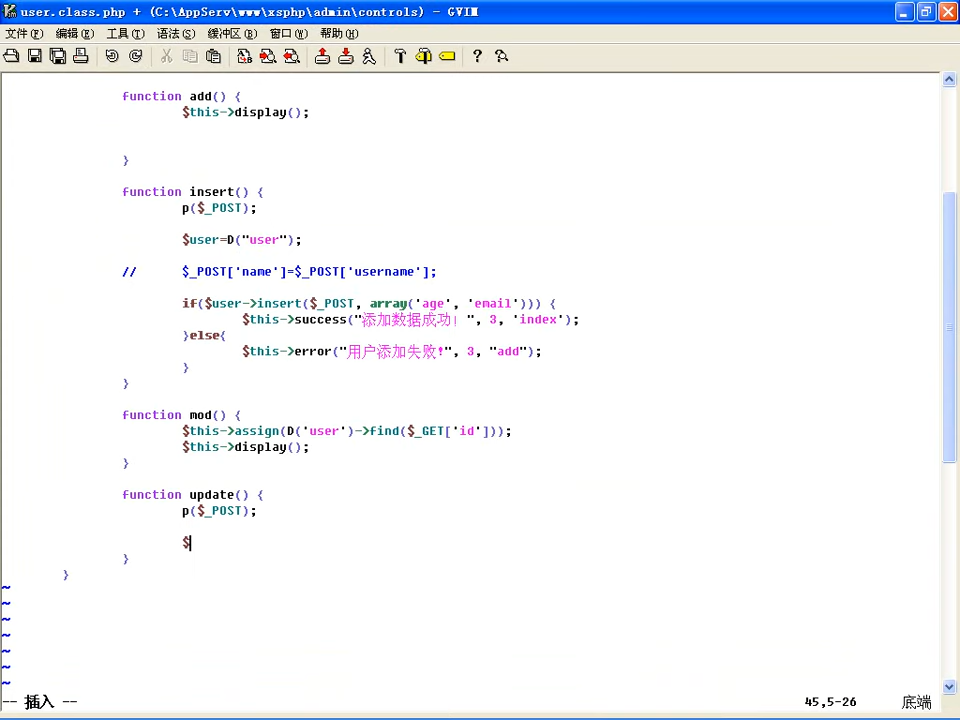 user.class.php + (C:\AppServ\www\xsphp\admin\controls) - GVIM
文件(F) 编辑(E) 工具(T) 语法(S) 缓冲区(B) 窗口(W) 帮助(H)
function add() {
$this->display();
}
function insert() {
p($_POST);
$user=D("user");
// $_POST['name']=$_POST['username'];
if($user->insert($_POST, array('age', 'email'))) {
$this->success("添加数据成功! ", 3, 'index');
}else{
$this->error("用户添加失败!", 3, "add");
}
}
function mod() {
$this->assign(D('user')->find($_GET['id']));
$this->display();
}
function update() {
p($_POST);
$
}
}
~
~
~
~
~
~
~
-- 插入 -- 45,5-26 底端